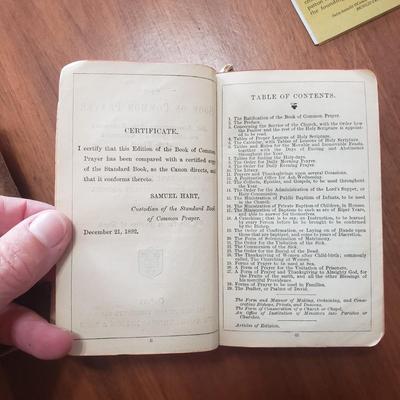 CERTIFICATE.
I certify that this Edition of the Book of Common
Prayer has been compared with a certified copy
of the Standard Book, as the Canon directs, and
that it conforms thereto.
SAMUEL HART,
Custodian of the Standard Book
of Common Prayer.
December 21, 1892.
ii
TABLE OF CONTENTS.
1. The Ratification of the Book of Common Prayer.
2. The Preface.
3. Concerning the Service of the Church, with the Order how
the Psalter and the rest of the Holy Scripture is appoint-
ed to be read.
4. Tables of Proper Lessons of Holy Scripture.
5. The Calendar, with Tables of Lessons of Holy Scripture.
6. Tables and Rules for the Movable and Immovable Feasts,
together with the Days of Fasting and Abstinence
throughout the Year.
7. Tables for finding the Holy-days.
8. The Order for Daily Morning Prayer.
9. The Order for Daily Evening Prayer.
10. The Litany.
11. Prayers and Thanksgivings upon several Occasions.
12. A Penitential Office for Ash-Wednesday.
13. The Collects, Epistles, and Gospels, to be used throughout
the Year.
14. The Order for the Administration of the Lord's Supper, or
Holy Communion.
15. The Ministration of Public Baptism of Infants, to be used
in the Church.
16. The Ministration of Private Baptism of Children, in Houses.
17. The Ministration of Baptism to such as are of Riper Years,
and able to answer for themselves.
18. A Catechism; that is to say, an Instruction, to be learned
by every Person before he be brought to be confirmed
by the Bishop.
19. The Order of Confirmation, or Laying on of Hands upon
those that are baptized, and come to years of Discretion.
20. The Form of Solemnization of Matrimony.
21. The Order for the Visitation of the Sick.
22. The Communion of the Sick.
23. The Order for the Burial of the Dead.
24. The Thanksgiving of Women after Child-birth; commonly
called, The Churching of Women.
25. Forms of Prayer to be used at Sea.
26. A Form of Prayer for the Visitation of Prisoners.
27. A Form of Prayer and Thanksgiving to Almighty God, for
the Fruits of the earth, and all the other Blessings of
his merciful Providence.
28. Forms of Prayer to be used in Families.
29. The Psalter, or Psalms of David.
The Form and Manner of Making, Ordaining, and Conse-
crating Bishops, Priests, and Deacons.
The Form of Consecration of a Church or Chapel.
An Office of Institution of Ministers into Parishes or
Churches.
Articles of Religion.
iii